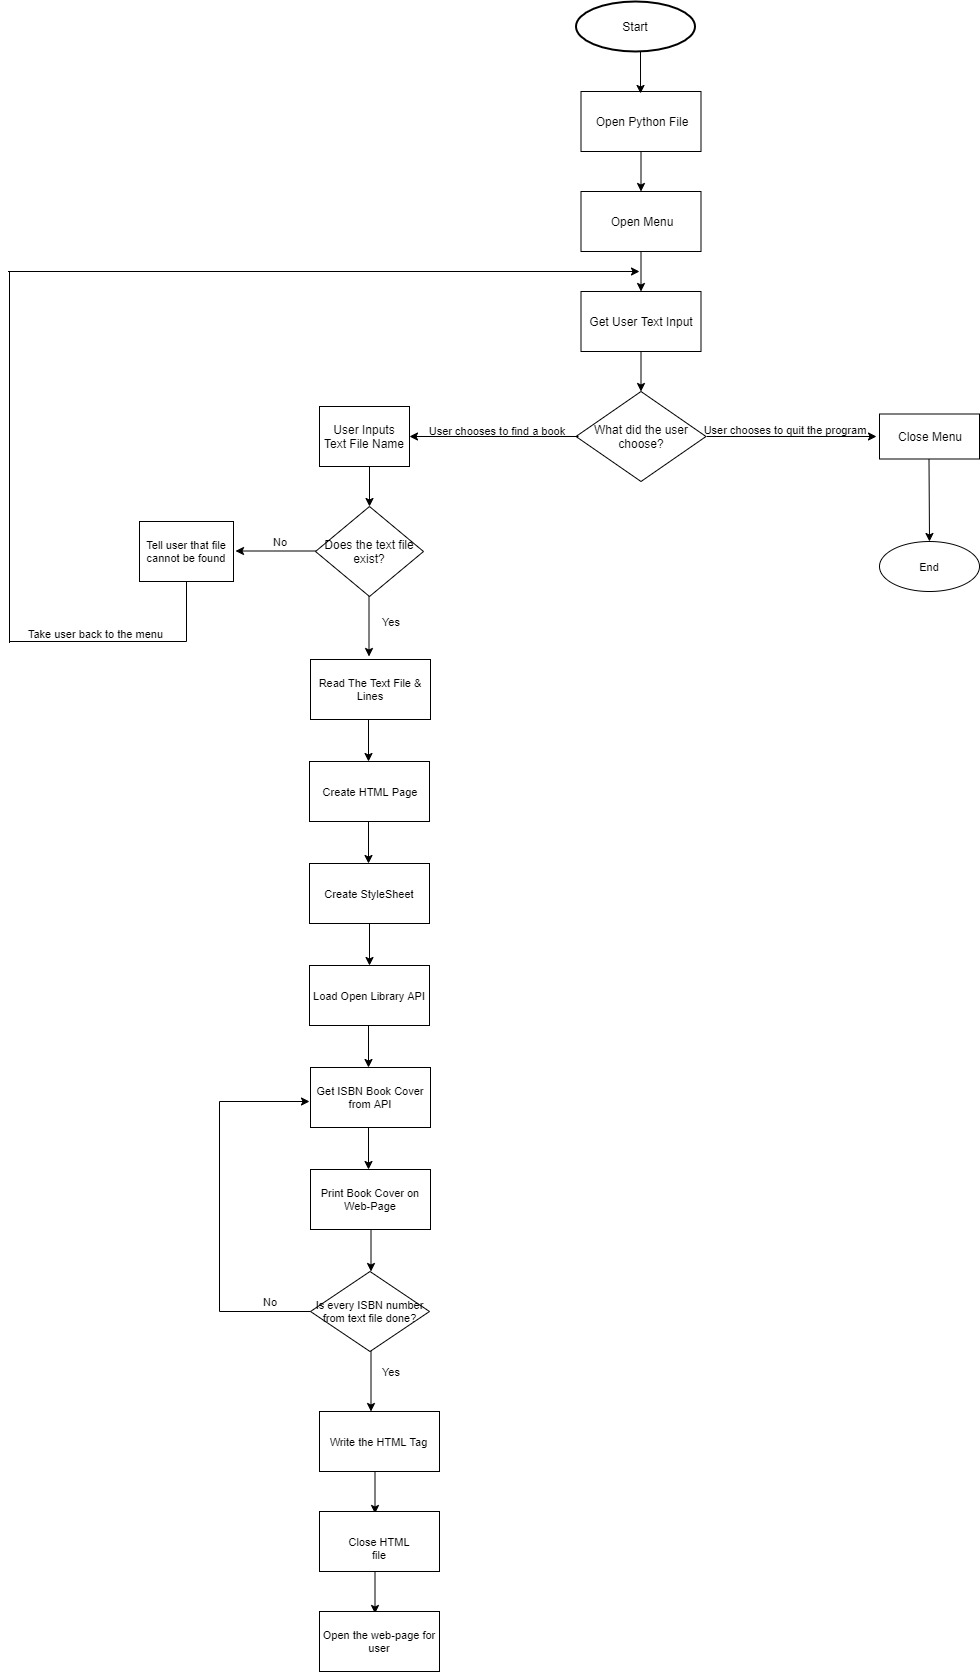 Start
Open Python File
Open Menu
Get User Text Input
What did the user
choose?
User chooses to find a book
User chooses to quit the program
User Inputs
Text File Name
Close Menu
End
Does the text file
exist?
No
Tell user that file
cannot be found
Take user back to the menu
Yes
Read The Text File &
Lines
Create HTML Page
Create StyleSheet
Load Open Library API
Get ISBN Book Cover
from API
Print Book Cover on
Web-Page
Is every ISBN number
from text file done?
No
Yes
Write the HTML Tag
Close HTML
file
Open the web-page for
user